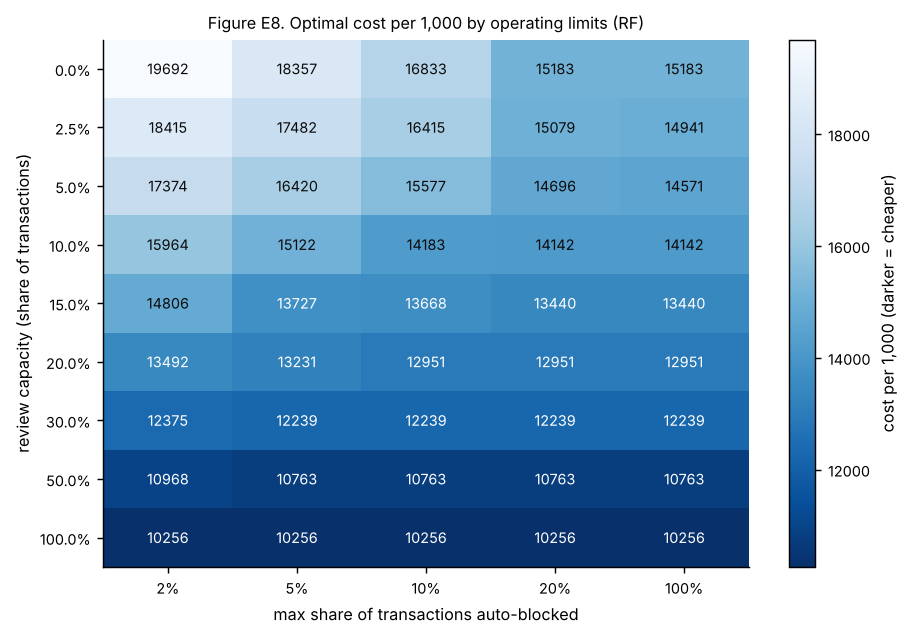 Figure E8. Optimal cost per 1,000 by operating limits (RF)
0.0% 19692 18357 16833 15183 15183
2.5% 18415 17482 16415 15079 14941
5.0% 17374 16420 15577 14696 14571
10.0% 15964 15122 14183 14142 14142
15.0% 14806 13727 13668 13440 13440
20.0% 13492 13231 12951 12951 12951
30.0% 12375 12239 12239 12239 12239
50.0% 10968 10763 10763 10763 10763
100.0% 10256 10256 10256 10256 10256
2% 5% 10% 20% 100%
max share of transactions auto-blocked
review capacity (share of transactions)
18000
16000
14000
12000
cost per 1,000 (darker = cheaper)